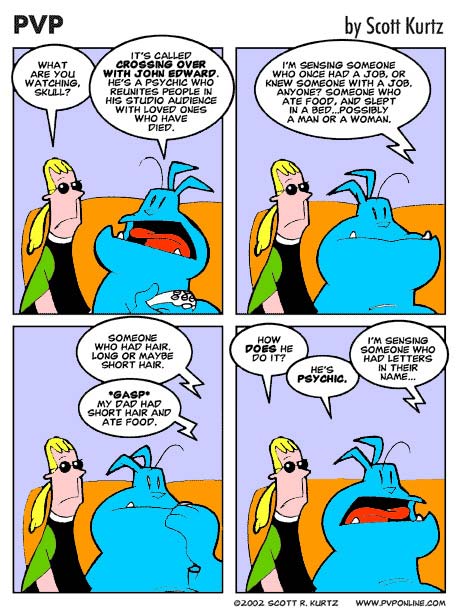 PVP
by Scott Kurtz
WHAT
ARE YOU
WATCHING,
SKULL?
IT'S CALLED
CROSSING OVER
WITH JOHN EDWARD.
HE'S A PSYCHIC WHO
REUNITES PEOPLE IN
HIS STUDIO AUDIENCE
WITH LOVED ONES
WHO HAVE
DIED.
I'M SENSING SOMEONE
WHO ONCE HAD A JOB, OR
KNEW SOMEONE WITH A JOB.
ANYONE? SOMEONE WHO
ATE FOOD, AND SLEPT
IN A BED...POSSIBLY
A MAN OR A WOMAN.
SOMEONE
WHO HAD HAIR.
LONG OR MAYBE
SHORT HAIR.
*GASP*
MY DAD HAD
SHORT HAIR AND
ATE FOOD.
HOW
DOES HE
DO IT?
HE'S
PSYCHIC.
I'M SENSING
SOMEONE WHO
HAD LETTERS
IN THEIR
NAME...
©2002 SCOTT R. KURTZ WWW.PVPONLINE.COM